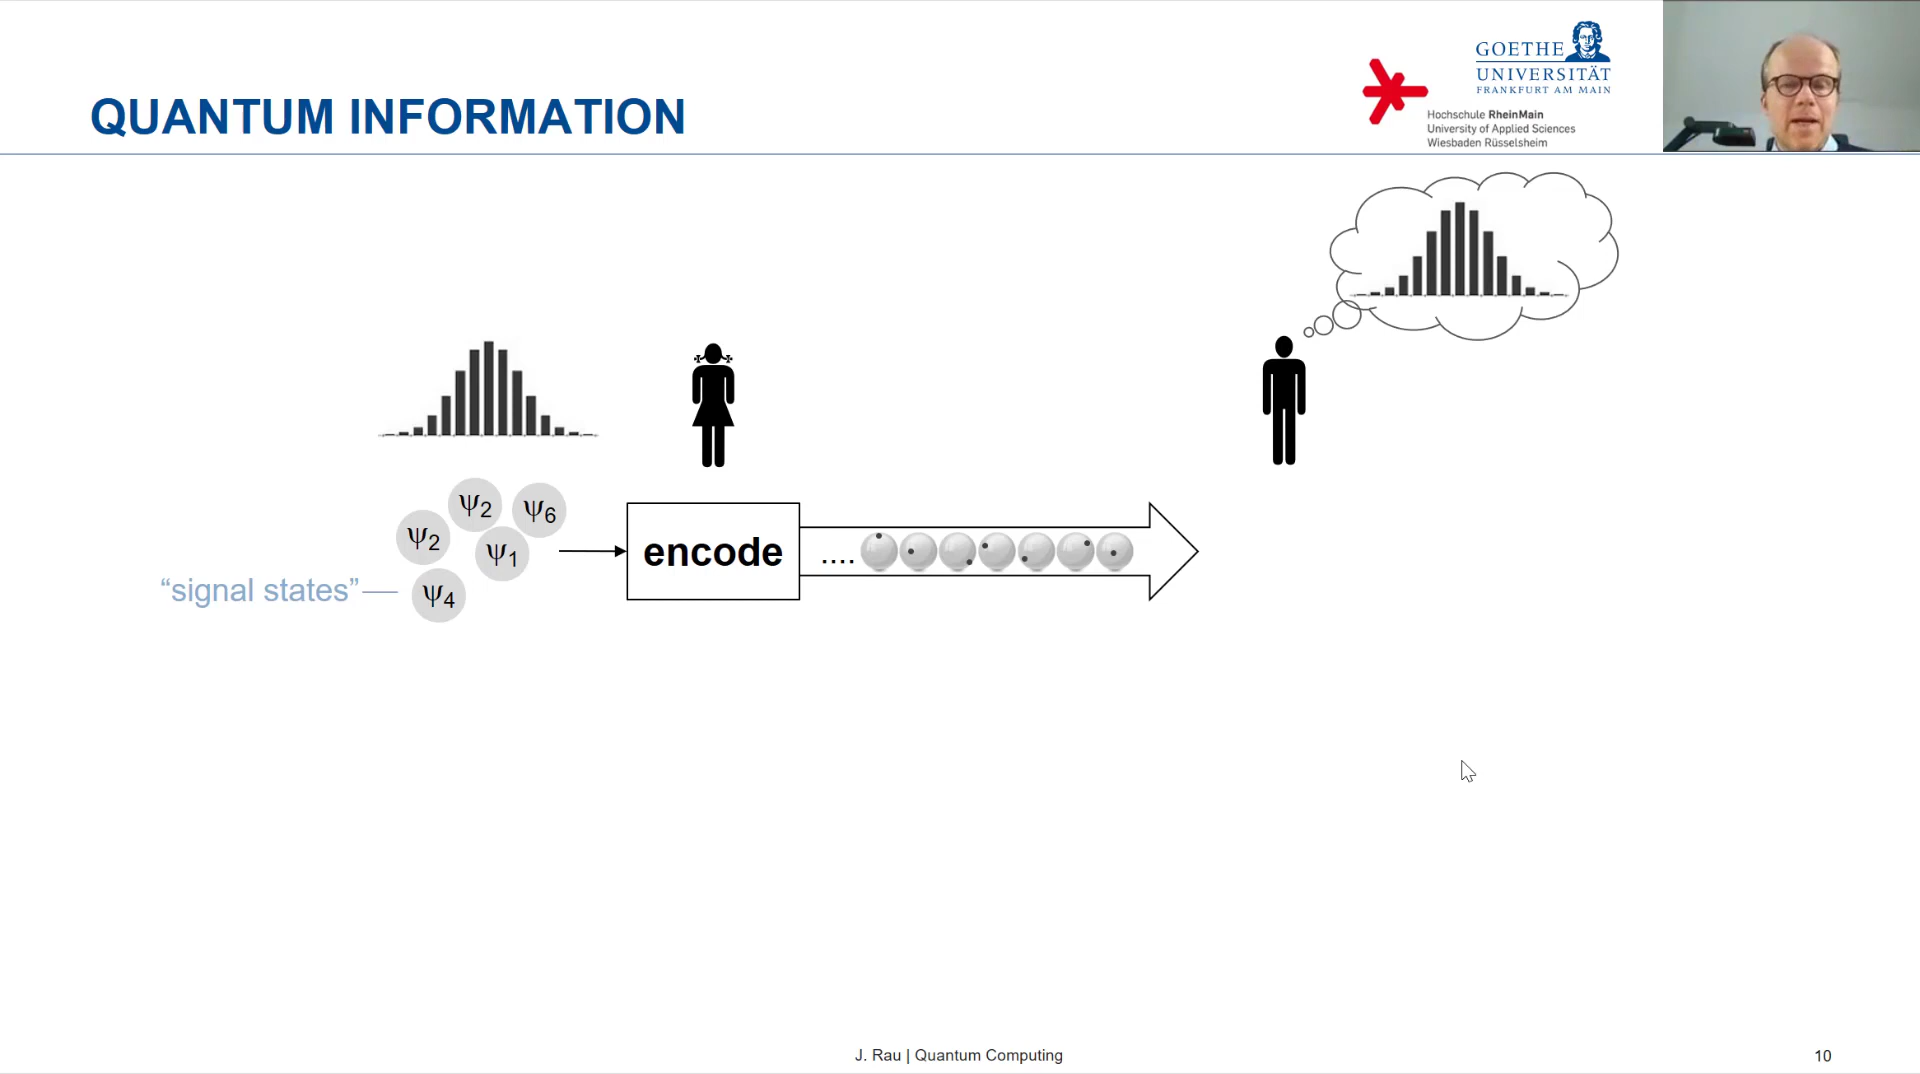 GOETHE
UNIVERSITÄT
FRANKFURT AM MAIN
QUANTUM INFORMATION
Hochschule RheinMain
University of Applied Sciences
Wiesbaden Rüsselsheim
ψ2
ψ6
ψ2
ψ1
encode
....
“signal states”
ψ4
J. Rau | Quantum Computing
10